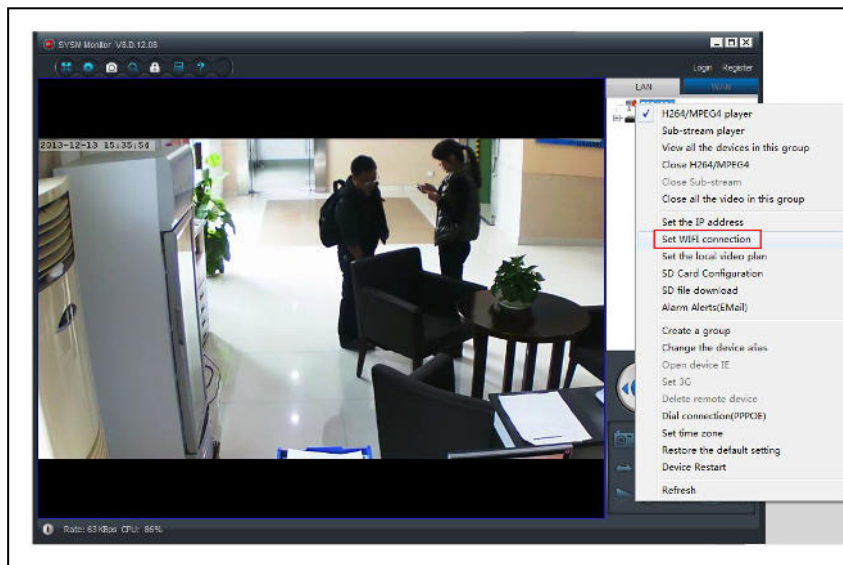 SYSM Monitor V8.0.12.08
Login Register
LAN WAN
2013-12-13 15:35:54
H264/MPEG4 player
Sub-stream player
View all the devices in this group
Close H264/MPEG4
Close Sub-stream
Close all the video in this group
Set the IP address
Set WIFI connection
Set the local video plan
SD Card Configuration
SD file download
Alarm Alerts(EMail)
Create a group
Change the device alias
Open device IE
Set 3G
Delete remote device
Dial connection(PPPOE)
Set time zone
Restore the default setting
Device Restart
Refresh
Rate: 63 KBps CPU: 86%